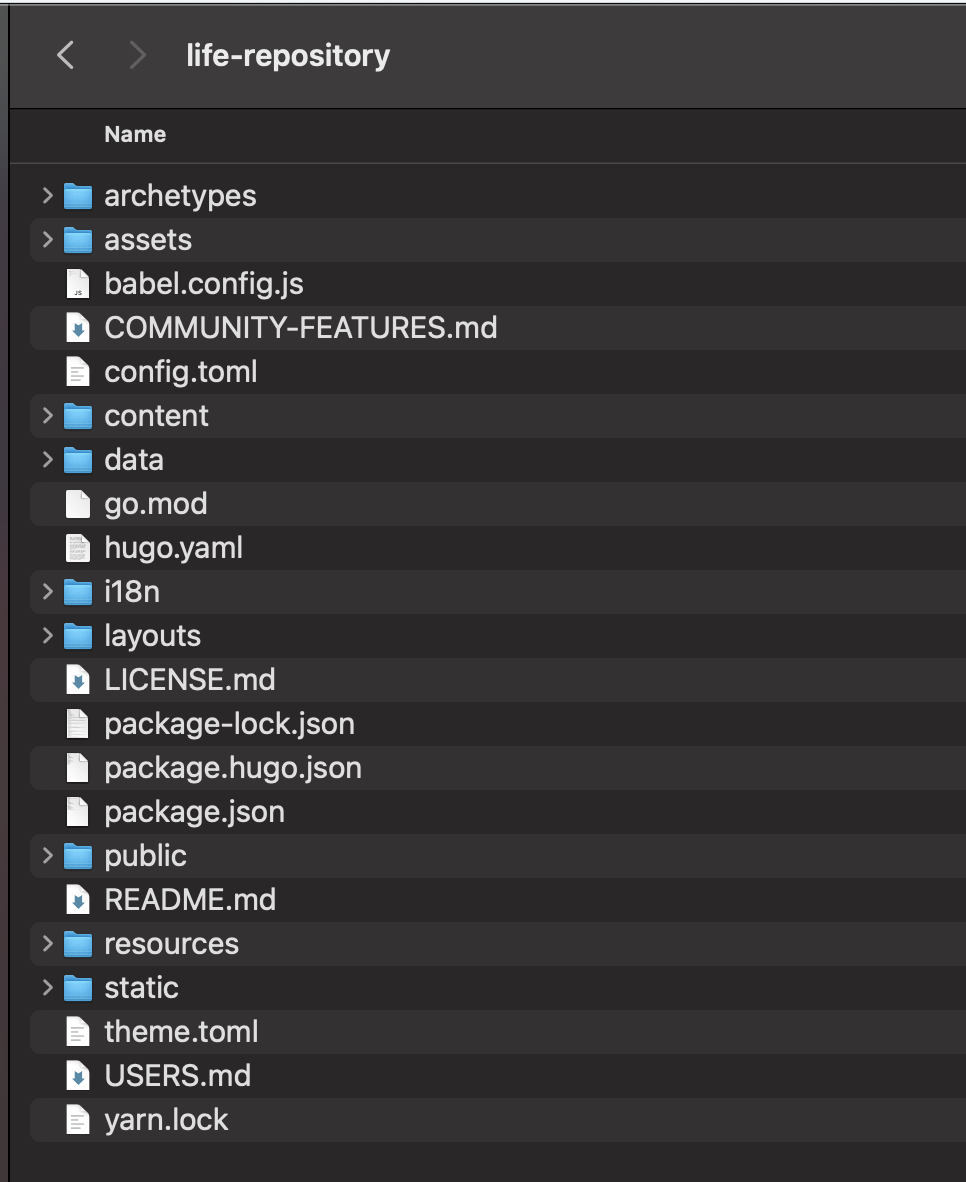 life-repository
Name
archetypes
assets
babel.config.js
COMMUNITY-FEATURES.md
config.toml
content
data
go.mod
hugo.yaml
i18n
layouts
LICENSE.md
package-lock.json
package.hugo.json
package.json
public
README.md
resources
static
theme.toml
USERS.md
yarn.lock